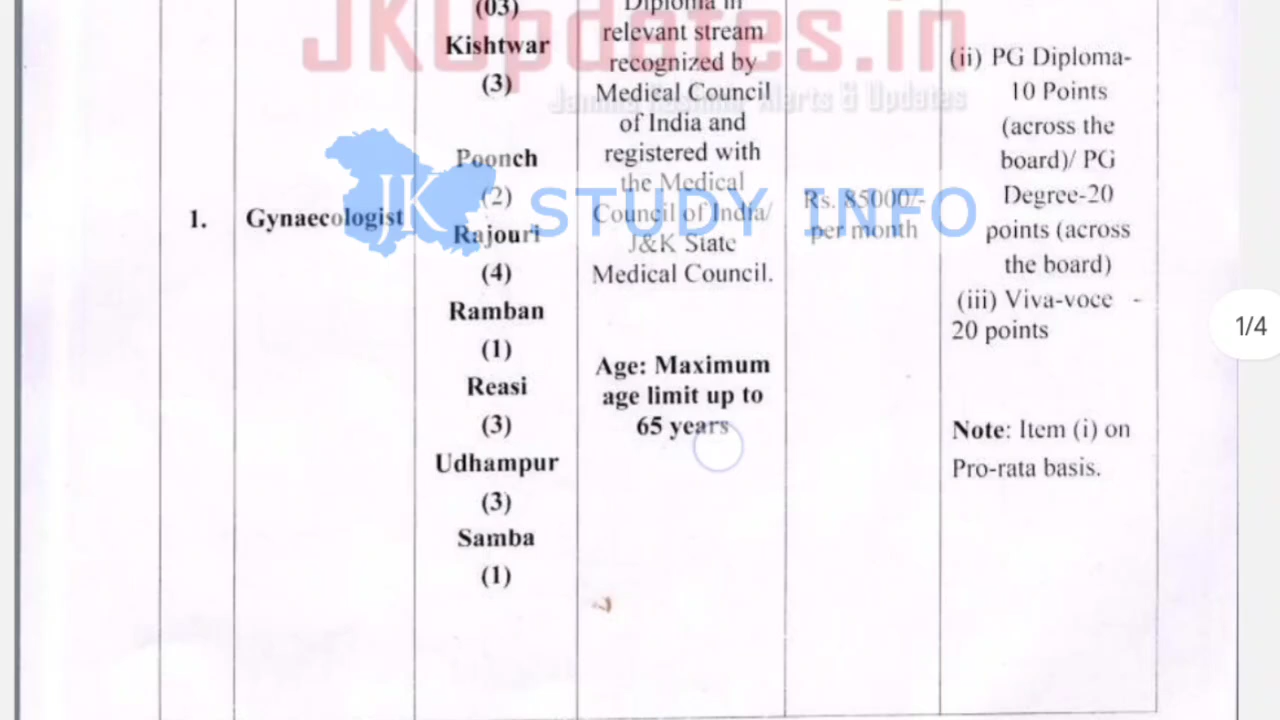 JKUpdates.in
(03)
Kishtwar
(3)
Poonch
(2)
Rajouri
(4)
Ramban
(1)
Reasi
(3)
Udhampur
(3)
Samba
(1)
1.
Gynaecologist
Diploma in
relevant stream
recognized by
Medical Council
of India and
registered with
the Medical
Council of India/
J&K State
Medical Council.
Age: Maximum
age limit up to
65 years
Rs. 85000/-
per month
(ii) PG Diploma-
10 Points
(across the
board)/ PG
Degree-20
points (across
the board)
(iii) Viva-voce -
20 points
Note: Item (i) on
Pro-rata basis.
Alerts & Updates
JK STUDY INFO
1/4